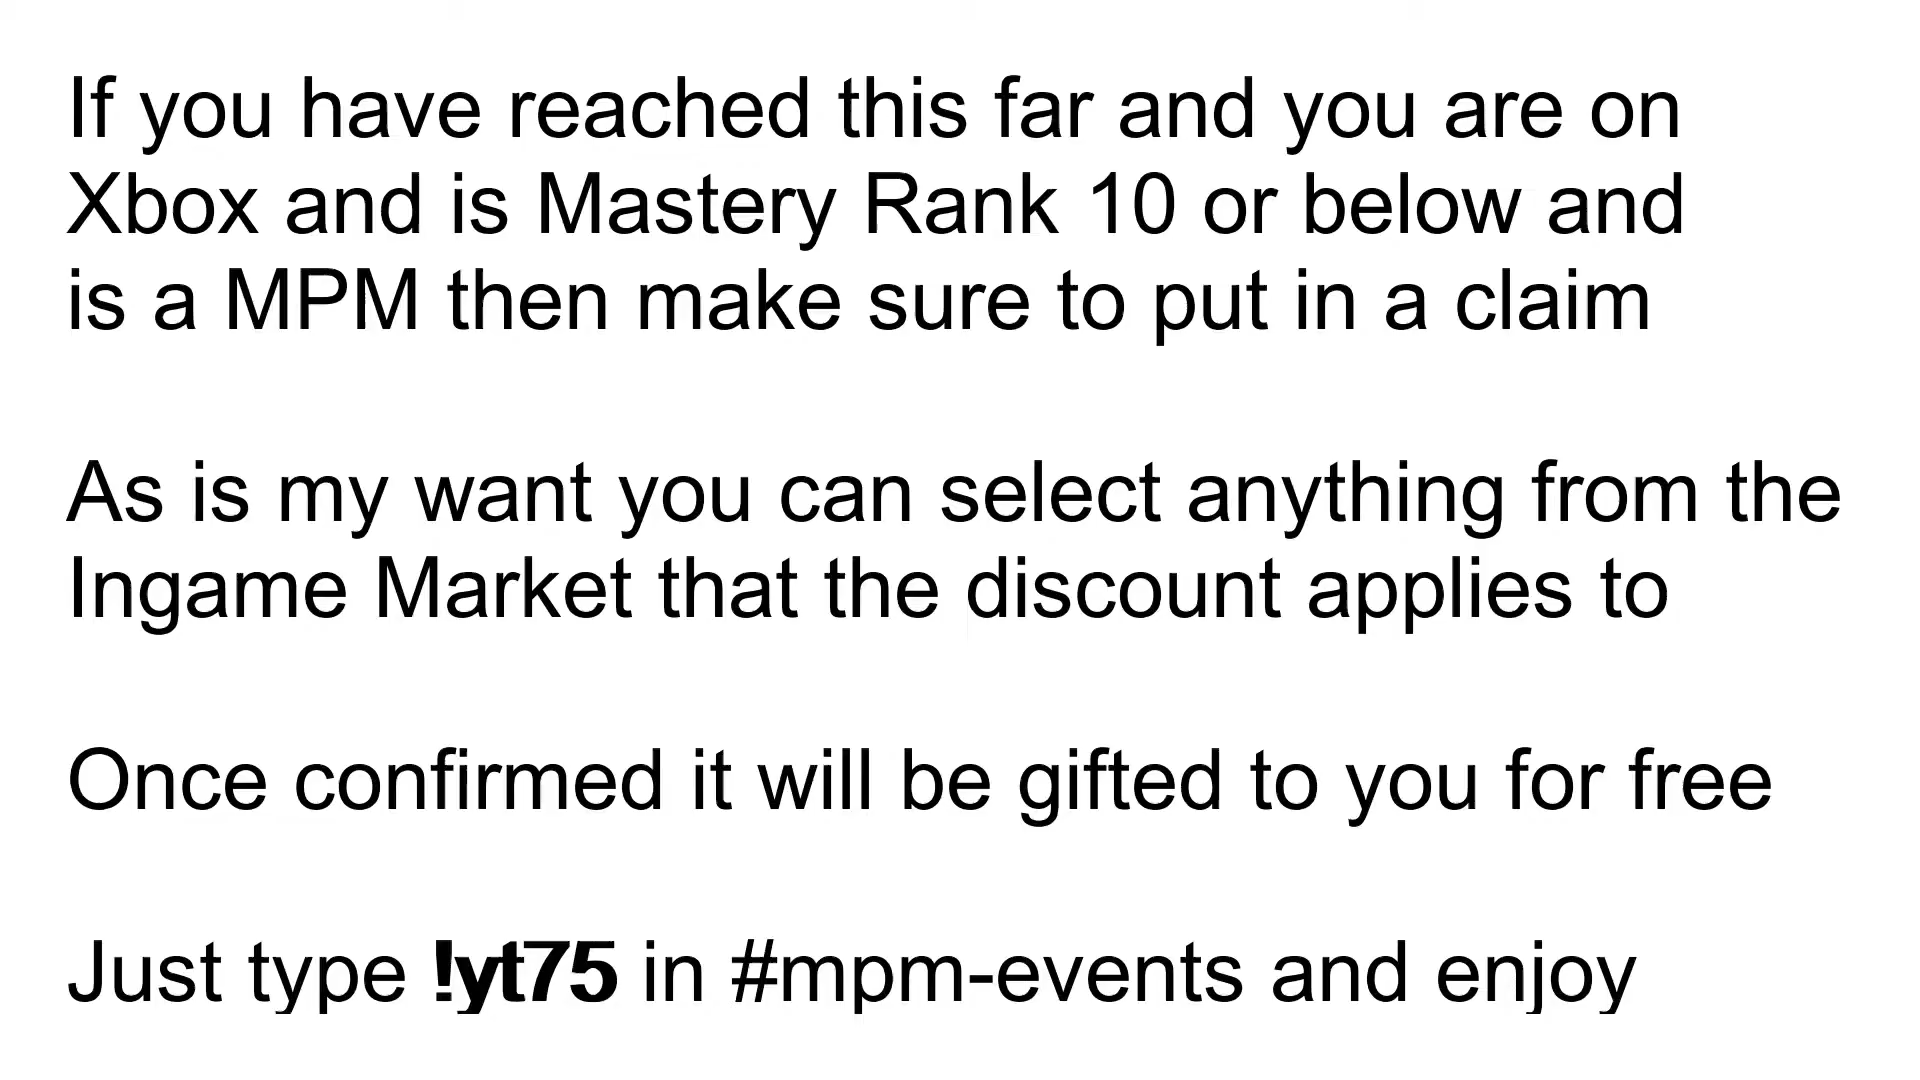 If you have reached this far and you are on
Xbox and is Mastery Rank 10 or below and
is a MPM then make sure to put in a claim
As is my want you can select anything from the
Ingame Market that the discount applies to
Once confirmed it will be gifted to you for free
Just type !yt75 in #mpm-events and enjoy